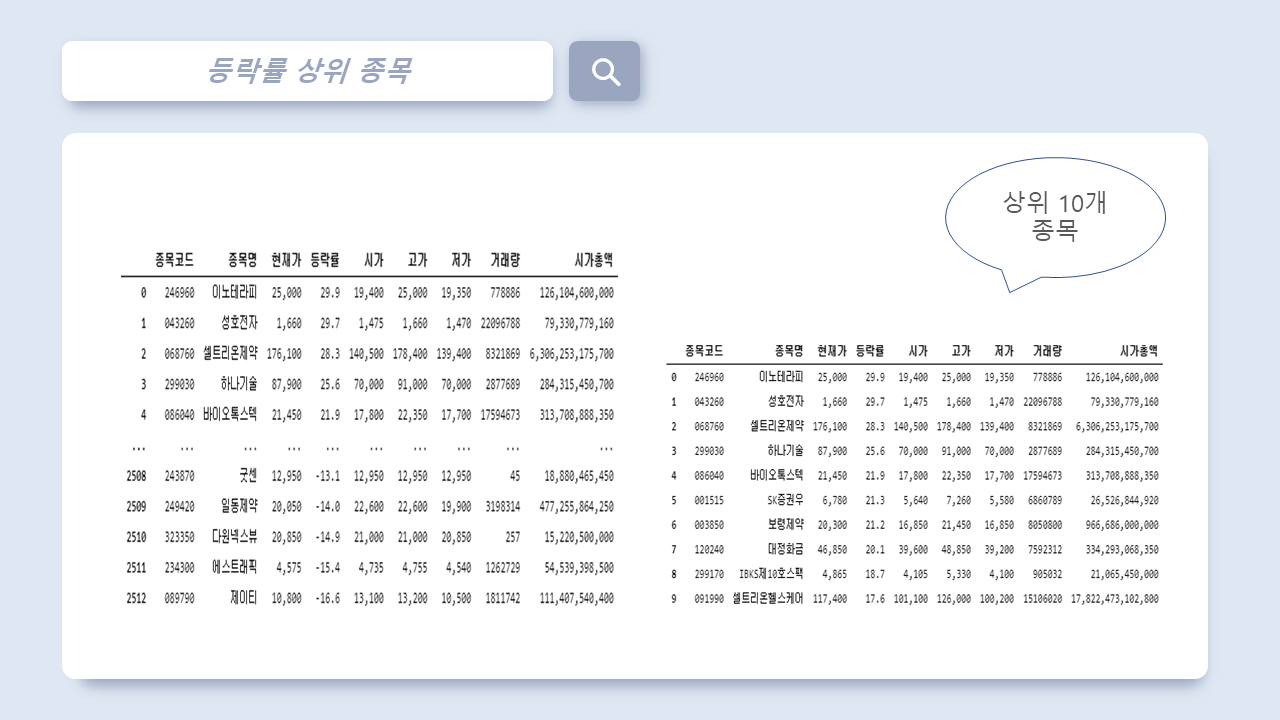 등락률 상위 종목
상위 10개
종목
종목코드 종목명 현재가 등락률 시가 고가 저가 거래량 시가총액
0 246960 이노테라피 25,000 29.9 19,400 25,000 19,350 778886 126,104,600,000
1 043260 성호전자 1,660 29.7 1,475 1,660 1,470 22096788 79,330,779,160
2 068760 셀트리온제약 176,100 28.3 140,500 178,400 139,400 8321869 6,306,253,175,700
3 299030 하나기술 87,900 25.6 70,000 91,000 70,000 2877689 284,315,450,700
4 086040 바이오톡스텍 21,450 21.9 17,800 22,350 17,700 17594673 313,708,888,350
... ... ... ... ... ... ... ... ... ...
2508 243870 굿센 12,950 -13.1 12,950 12,950 12,950 45 18,880,465,450
2509 249420 일동제약 20,050 -14.0 22,600 22,600 19,900 3198314 477,255,864,250
2510 323350 다원넥스뷰 20,850 -14.9 21,000 21,000 20,850 257 15,220,500,000
2511 234300 에스트래픽 4,575 -15.4 4,735 4,755 4,540 1262729 54,539,398,500
2512 089790 제이티 10,800 -16.6 13,100 13,200 10,500 1811742 111,407,540,400
종목코드 종목명 현재가 등락률 시가 고가 저가 거래량 시가총액
0 246960 이노테라피 25,000 29.9 19,400 25,000 19,350 778886 126,104,600,000
1 043260 성호전자 1,660 29.7 1,475 1,660 1,470 22096788 79,330,779,160
2 068760 셀트리온제약 176,100 28.3 140,500 178,400 139,400 8321869 6,306,253,175,700
3 299030 하나기술 87,900 25.6 70,000 91,000 70,000 2877689 284,315,450,700
4 086040 바이오톡스텍 21,450 21.9 17,800 22,350 17,700 17594673 313,708,888,350
5 001515 SK증권우 6,780 21.3 5,640 7,260 5,580 6860789 26,526,844,920
6 003850 보령제약 20,300 21.2 16,850 21,450 16,850 8050800 966,686,000,000
7 120240 대정화금 46,850 20.1 39,600 48,850 39,200 7592312 334,293,068,350
8 299170 IBKS제10호스팩 4,865 18.7 4,105 5,330 4,100 905032 21,065,450,000
9 091990 셀트리온헬스케어 117,400 17.6 101,100 126,000 100,200 15106020 17,822,473,102,800